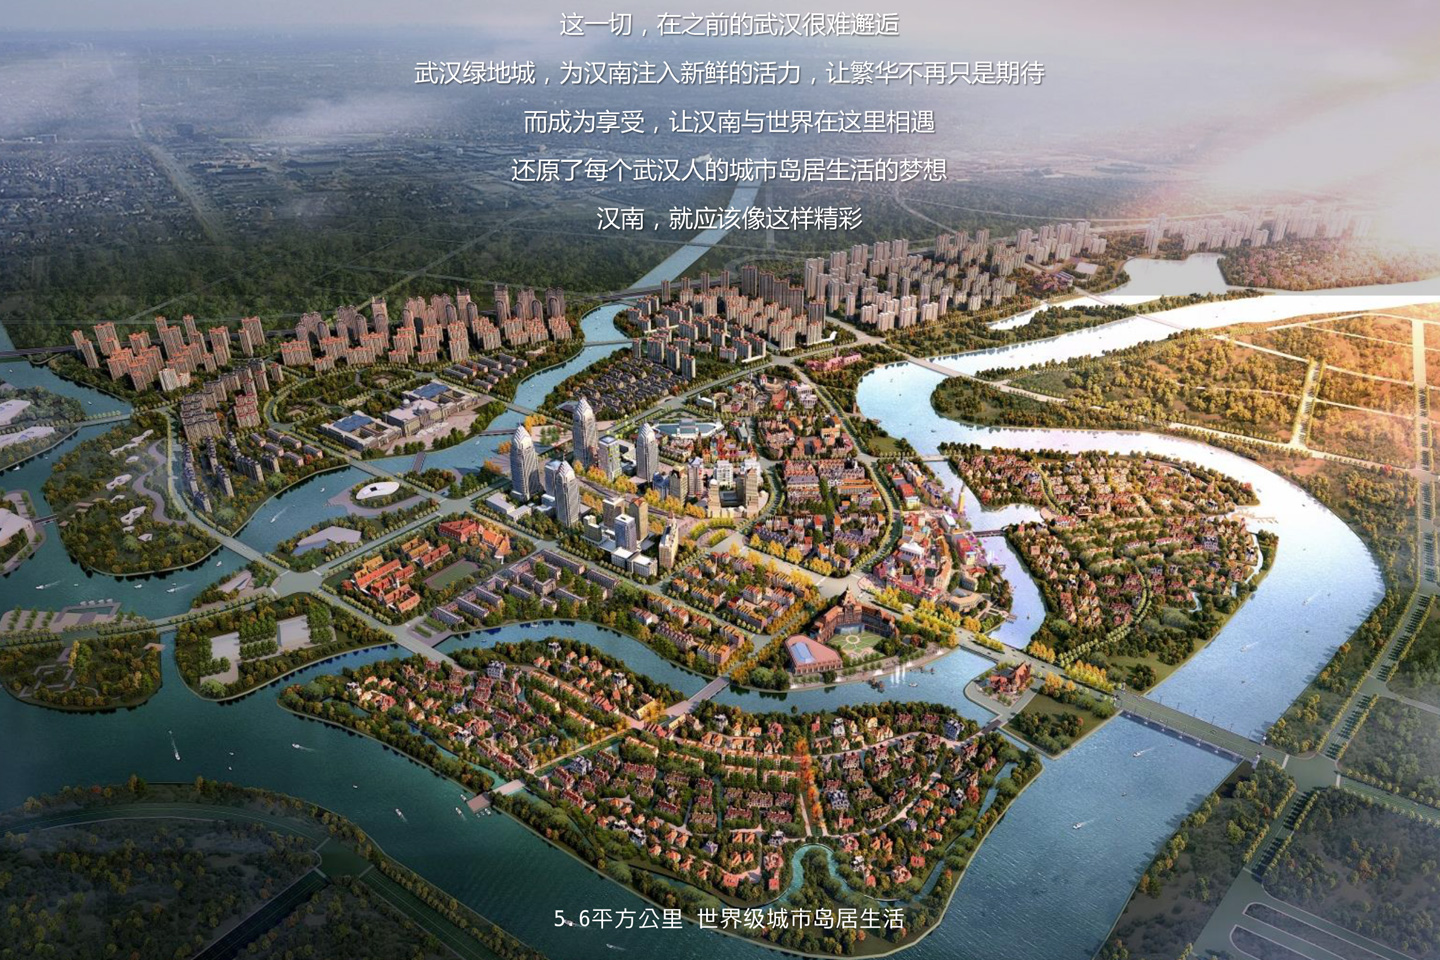 这一切，在之前的武汉很难邂逅
武汉绿地城，为汉南注入新鲜的活力，让繁华不再只是期待
而成为享受，让汉南与世界在这里相遇
还原了每个武汉人的城市岛居生活的梦想
汉南，就应该像这样精彩
5.6平方公里 世界级城市岛居生活